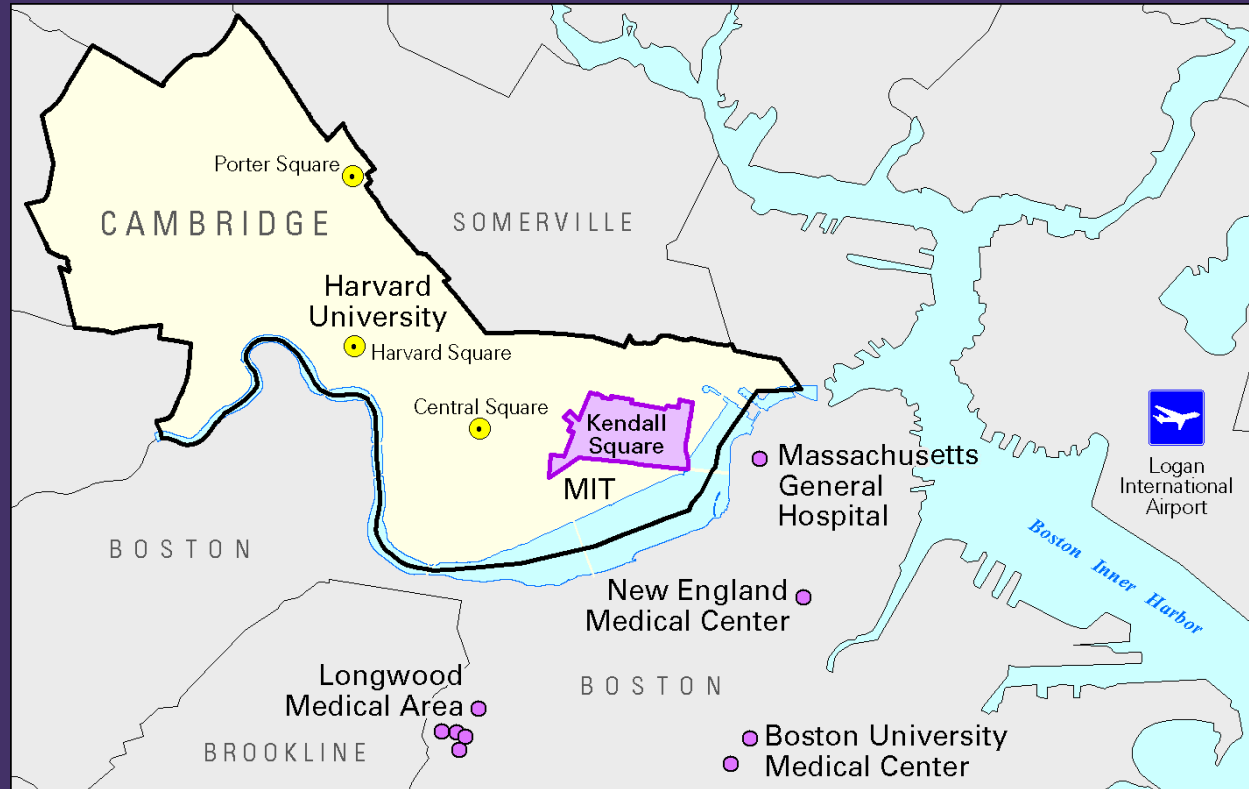 Porter Square
CAMBRIDGE
SOMERVILLE
Harvard
University
Harvard Square
Central Square
Kendall
Square
MIT
Massachusetts
General
Hospital
Logan
International
Airport
BOSTON
Boston Inner Harbor
New England
Medical Center
Longwood
Medical Area
BOSTON
BROOKLINE
Boston University
Medical Center